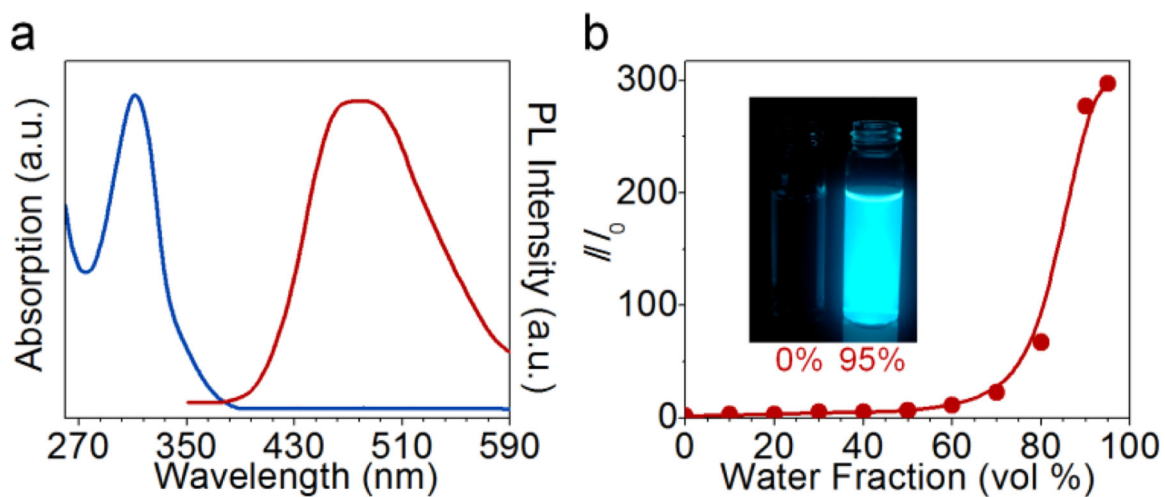 a
Absorption (a.u.)
270 350 430 510 590
Wavelength (nm)
PL Intensity (a.u.)
b
I/I0
300
200
100
0
0% 95%
0 20 40 60 80 100
Water Fraction (vol %)